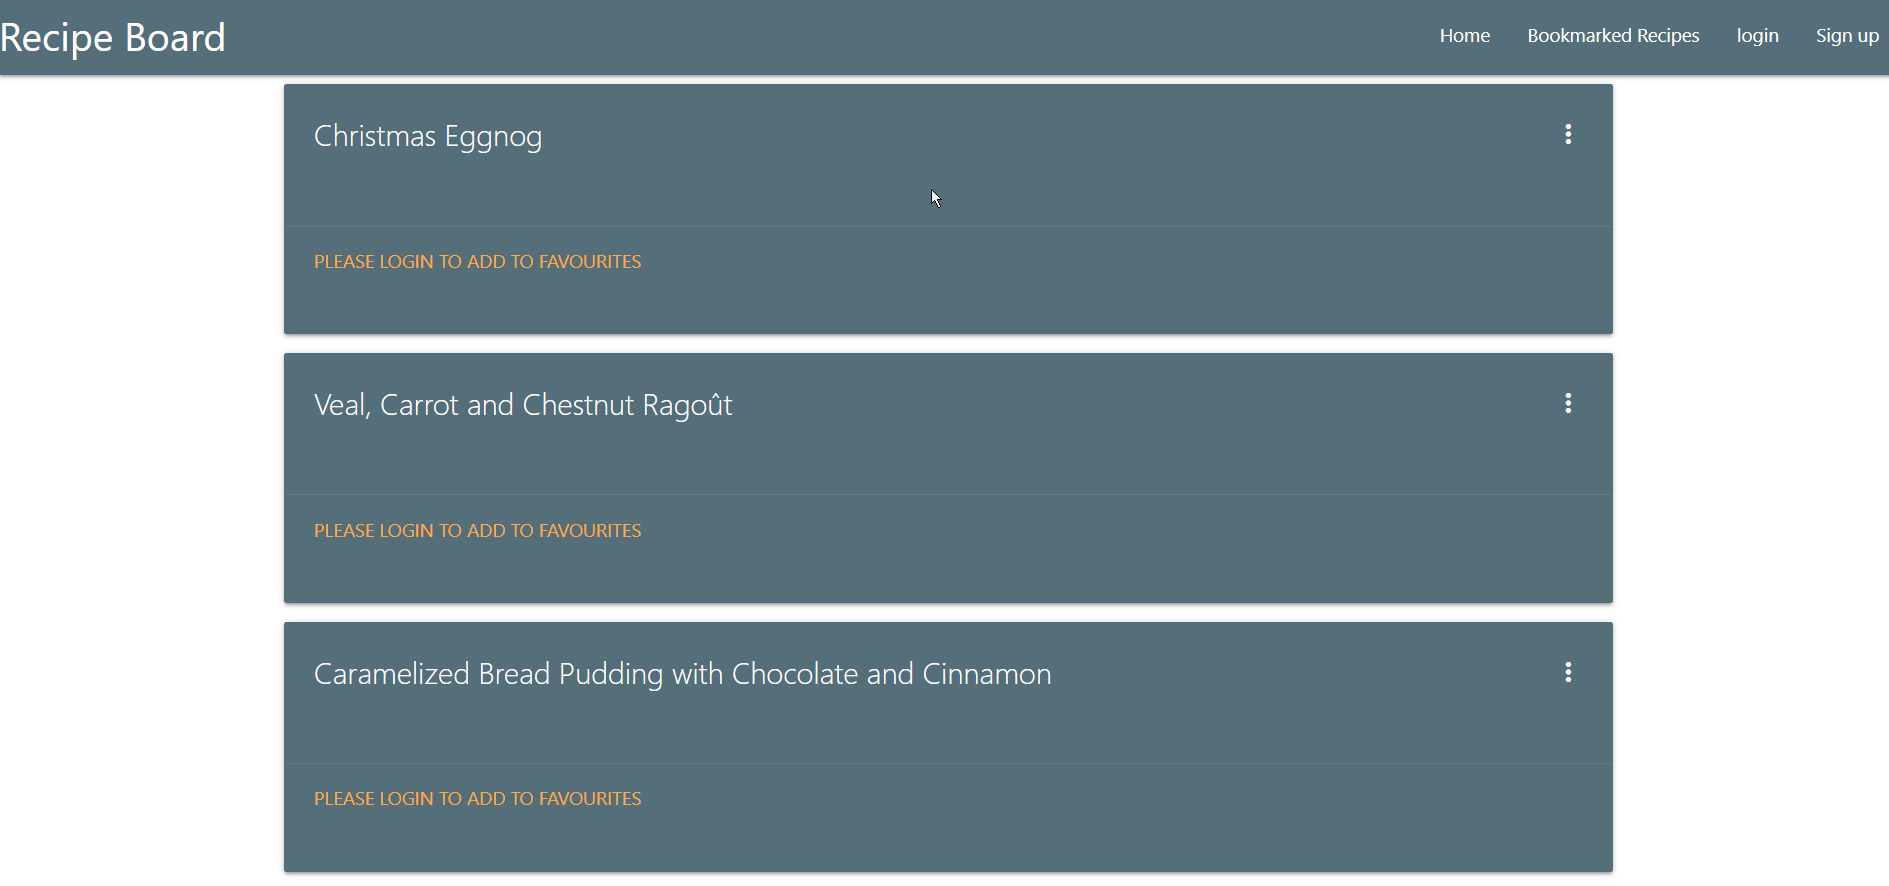 Recipe Board
Home Bookmarked Recipes login Sign up
Christmas Eggnog
PLEASE LOGIN TO ADD TO FAVOURITES
Veal, Carrot and Chestnut Ragoût
PLEASE LOGIN TO ADD TO FAVOURITES
Caramelized Bread Pudding with Chocolate and Cinnamon
PLEASE LOGIN TO ADD TO FAVOURITES